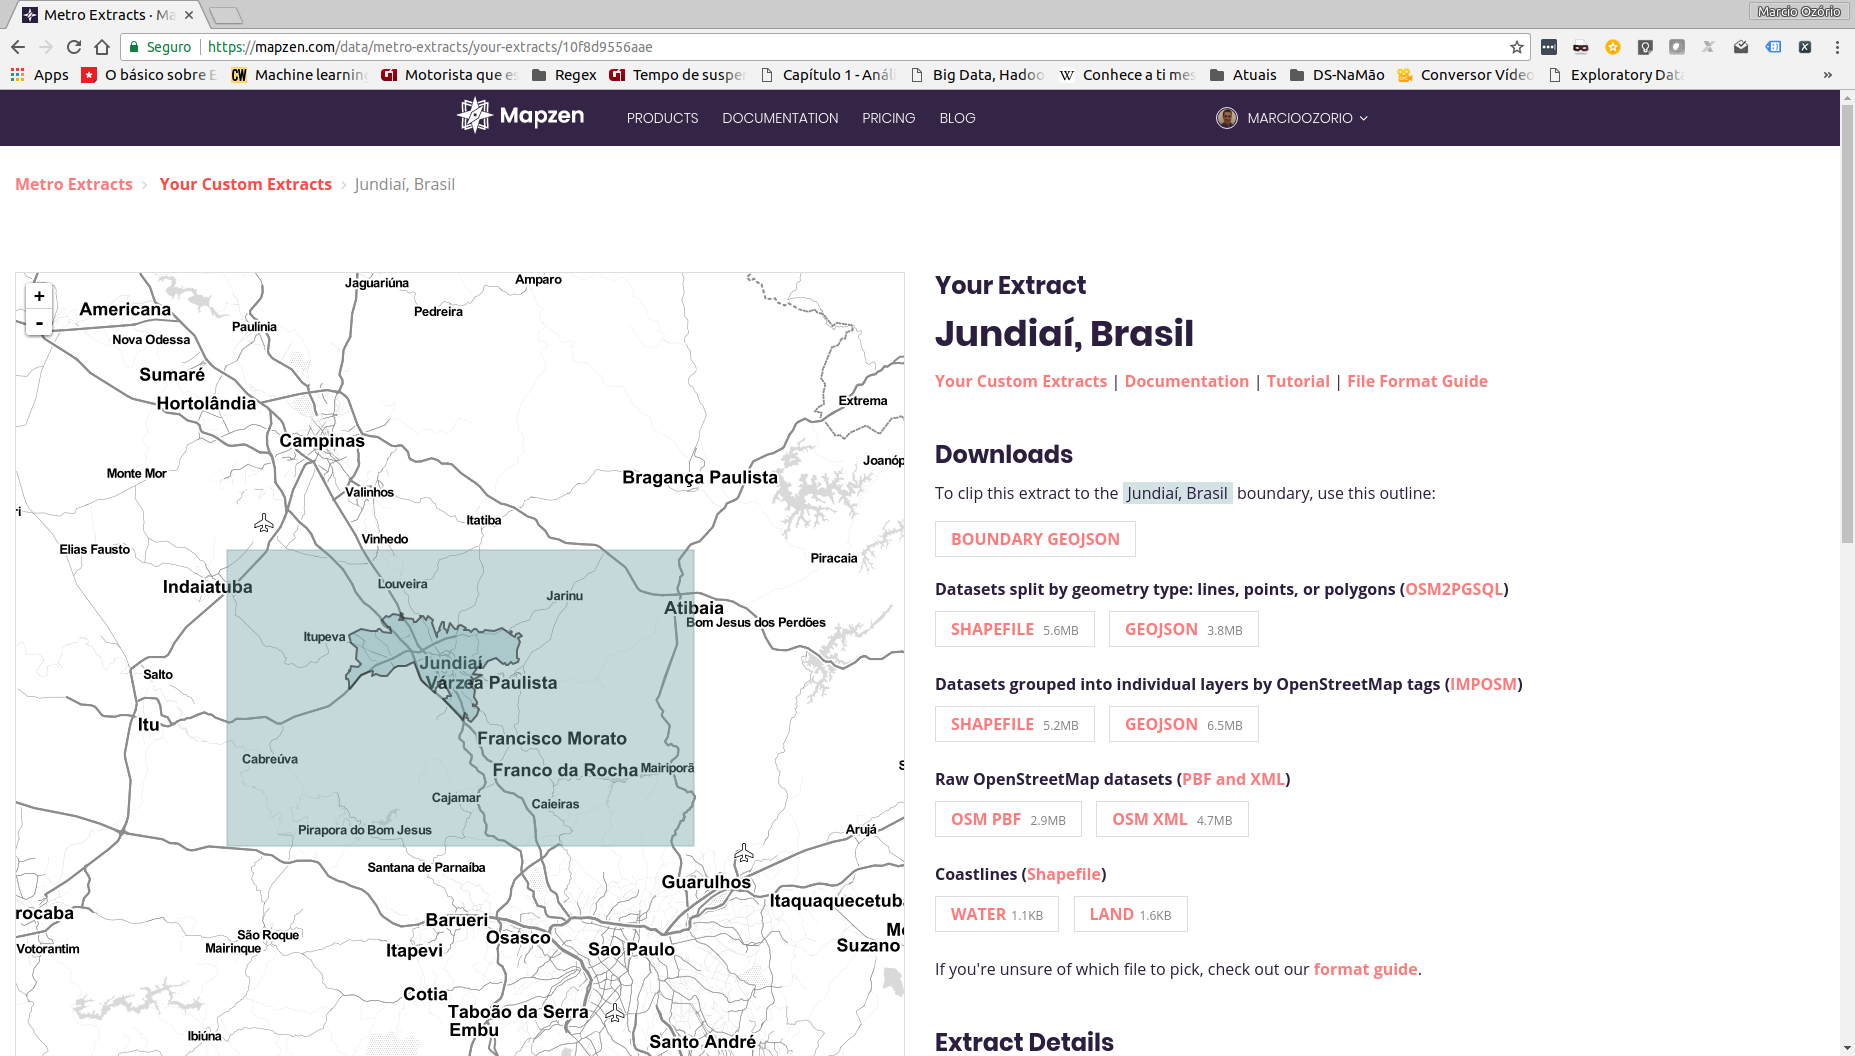 Metro Extracts · Ma
Marcio Ozório
Seguro https://mapzen.com/data/metro-extracts/your-extracts/10f8d9556aae
Apps O básico sobre E Machine learning Motorista que es Regex Tempo de susper Capítulo 1 - Análi Big Data, Hadoo Conhece a ti mes Atuais DS-NaMão Conversor Vídeo Exploratory Data »
Mapzen PRODUCTS DOCUMENTATION PRICING BLOG MARCIOOZORIO
Metro Extracts › Your Custom Extracts › Jundiaí, Brasil
+
-
Jaguariúna
Amparo
Americana
Pedreira
Paulínia
Nova Odessa
Sumaré
Hortolândia
Extrema
Campinas
Joanóp
Monte Mor
Bragança Paulista
Valinhos
ri
Itatiba
Vinhedo
Elias Fausto
Piracaia
Indaiatuba
Louveira
Jarinu
Atibaia
Bom Jesus dos Perdões
Itupeva
Jundiaí
Salto
Várzea Paulista
Itu
Francisco Morato
Cabreúva
Franco da Rocha
Mairiporã
S
Cajamar
Caieiras
Pirapora do Bom Jesus
Arujá
Santana de Parnaíba
Guarulhos
Itaquaquecetuba
rocaba
Barueri
Me
São Roque
Osasco
Votorantim
Mairinque
Itapevi
Sao Paulo
Suzano
Cotia
Taboão da Serra
Embu
Ibiúna
Santo André
Your Extract
Jundiaí, Brasil
Your Custom Extracts | Documentation | Tutorial | File Format Guide
Downloads
To clip this extract to the Jundiaí, Brasil boundary, use this outline:
BOUNDARY GEOJSON
Datasets split by geometry type: lines, points, or polygons (OSM2PGSQL)
SHAPEFILE 5.6MB GEOJSON 3.8MB
Datasets grouped into individual layers by OpenStreetMap tags (IMPOSM)
SHAPEFILE 5.2MB GEOJSON 6.5MB
Raw OpenStreetMap datasets (PBF and XML)
OSM PBF 2.9MB OSM XML 4.7MB
Coastlines (Shapefile)
WATER 1.1KB LAND 1.6KB
If you're unsure of which file to pick, check out our format guide.
Extract Details